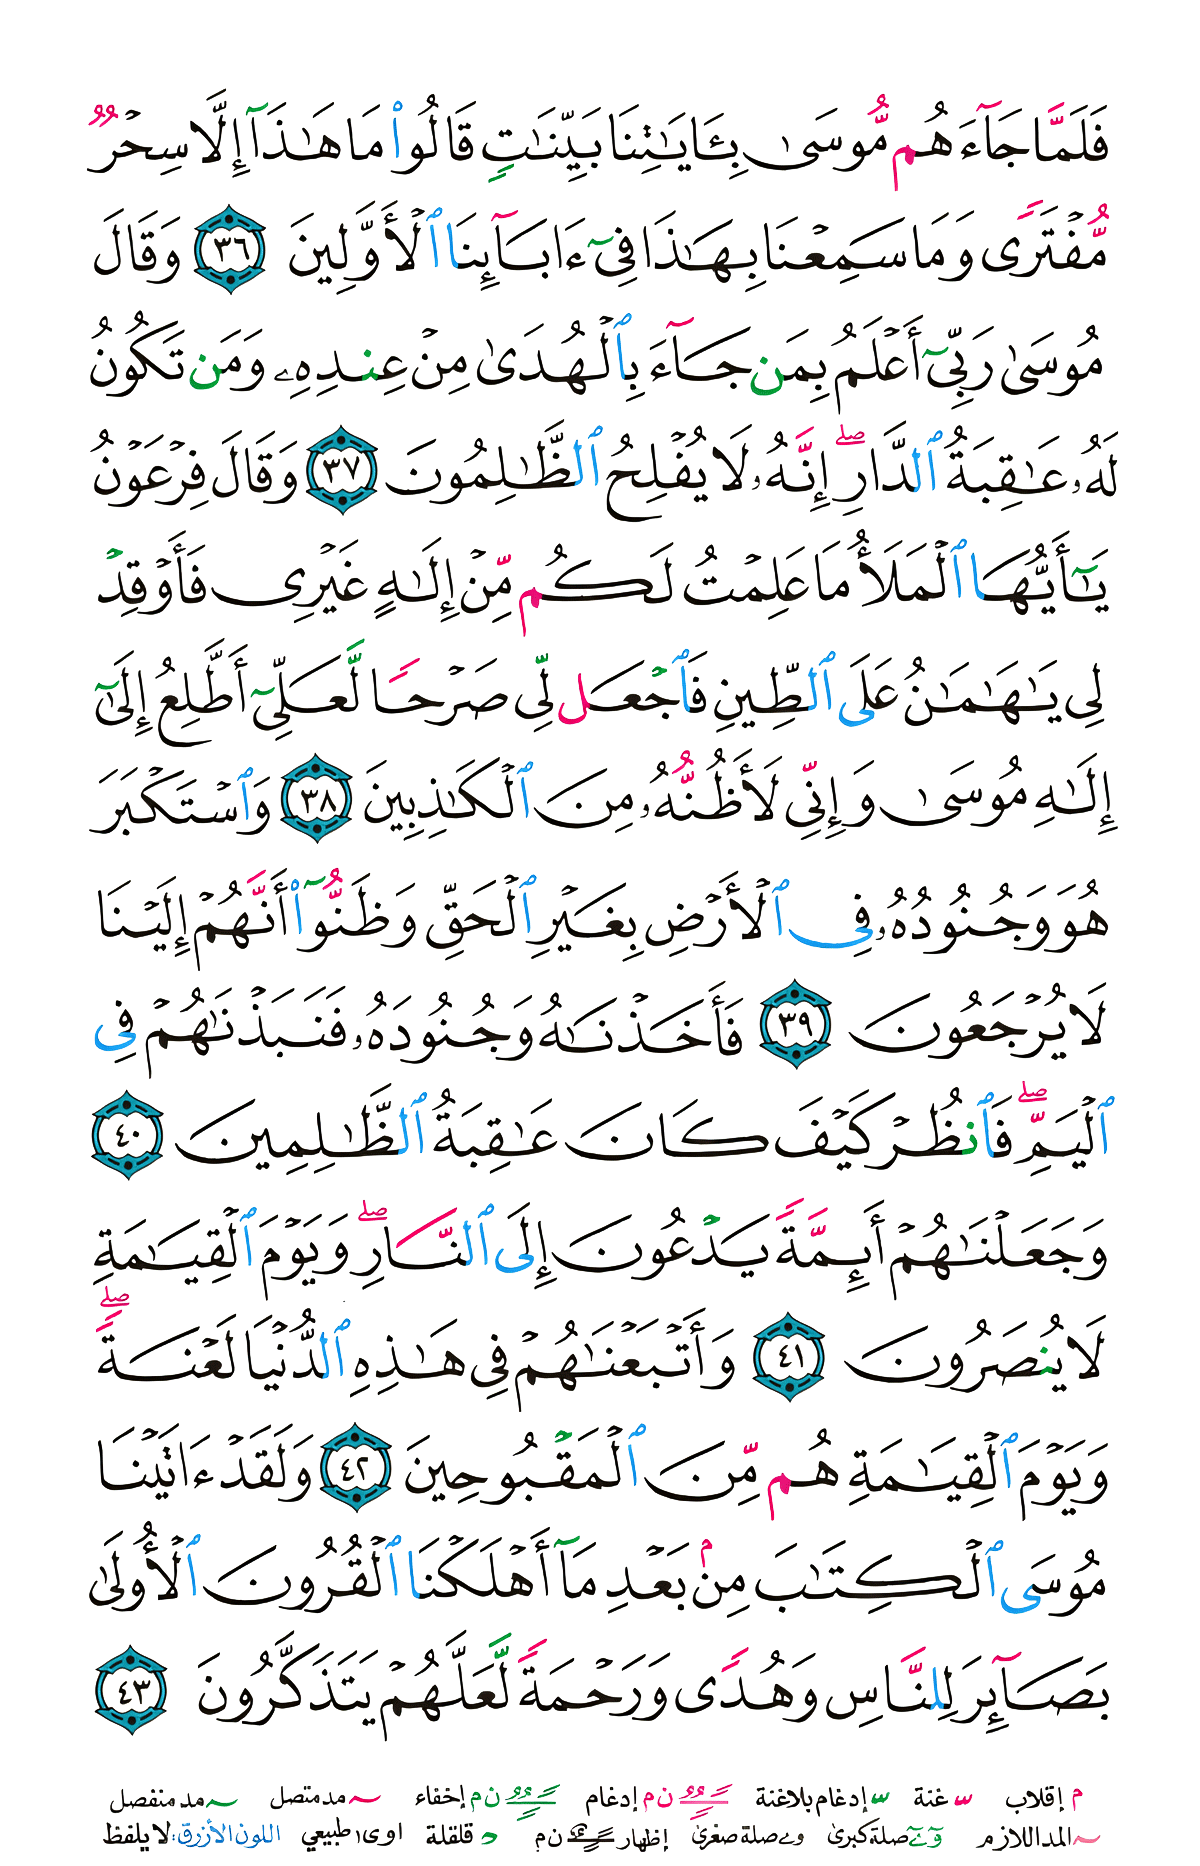 فَلَمَّا جَآءَهُم مُّوسَىٰ بِـَٔايَٰتِنَا بَيِّنَٰتٍ قَالُوا۟ مَا هَٰذَآ إِلَّا سِحْرٌ
مُّفْتَرًى وَمَا سَمِعْنَا بِهَٰذَا فِىٓ ءَابَآئِنَا ٱلْأَوَّلِينَ ٣٦ وَقَالَ
مُوسَىٰ رَبِّىٓ أَعْلَمُ بِمَن جَآءَ بِٱلْهُدَىٰ مِنْ عِندِهِۦ وَمَن تَكُونُ
لَهُۥ عَٰقِبَةُ ٱلدَّارِ ۖ إِنَّهُۥ لَا يُفْلِحُ ٱلظَّٰلِمُونَ ٣٧ وَقَالَ فِرْعَوْنُ
يَٰٓأَيُّهَا ٱلْمَلَأُ مَا عَلِمْتُ لَكُم مِّنْ إِلَٰهٍ غَيْرِى فَأَوْقِدْ
لِى يَٰهَٰمَٰنُ عَلَى ٱلطِّينِ فَٱجْعَل لِّى صَرْحًا لَّعَلِّىٓ أَطَّلِعُ إِلَىٰٓ
إِلَٰهِ مُوسَىٰ وَإِنِّى لَأَظُنُّهُۥ مِنَ ٱلْكَٰذِبِينَ ٣٨ وَٱسْتَكْبَرَ
هُوَ وَجُنُودُهُۥ فِى ٱلْأَرْضِ بِغَيْرِ ٱلْحَقِّ وَظَنُّوٓا۟ أَنَّهُمْ إِلَيْنَا
لَا يُرْجَعُونَ ٣٩ فَأَخَذْنَٰهُ وَجُنُودَهُۥ فَنَبَذْنَٰهُمْ فِى
ٱلْيَمِّ ۖ فَٱنظُرْ كَيْفَ كَانَ عَٰقِبَةُ ٱلظَّٰلِمِينَ ٤٠
وَجَعَلْنَٰهُمْ أَئِمَّةً يَدْعُونَ إِلَى ٱلنَّارِ ۖ وَيَوْمَ ٱلْقِيَٰمَةِ
لَا يُنصَرُونَ ٤١ وَأَتْبَعْنَٰهُمْ فِى هَٰذِهِ ٱلدُّنْيَا لَعْنَةً ۖ
وَيَوْمَ ٱلْقِيَٰمَةِ هُم مِّنَ ٱلْمَقْبُوحِينَ ٤٢ وَلَقَدْ ءَاتَيْنَا
مُوسَى ٱلْكِتَٰبَ مِنۢ بَعْدِ مَآ أَهْلَكْنَا ٱلْقُرُونَ ٱلْأُولَىٰ
بَصَآئِرَ لِلنَّاسِ وَهُدًى وَرَحْمَةً لَّعَلَّهُمْ يَتَذَكَّرُونَ ٤٣
م إقلاب غنة إدغام بلاغنة ن م إدغام ن م إخفاء مد متصل مد منفصل
المد اللازم صلة كبرى و ے صلة صغرى إظهار ن م قلقلة ا و ى طبيعي اللون الأزرق: لا يلفظ